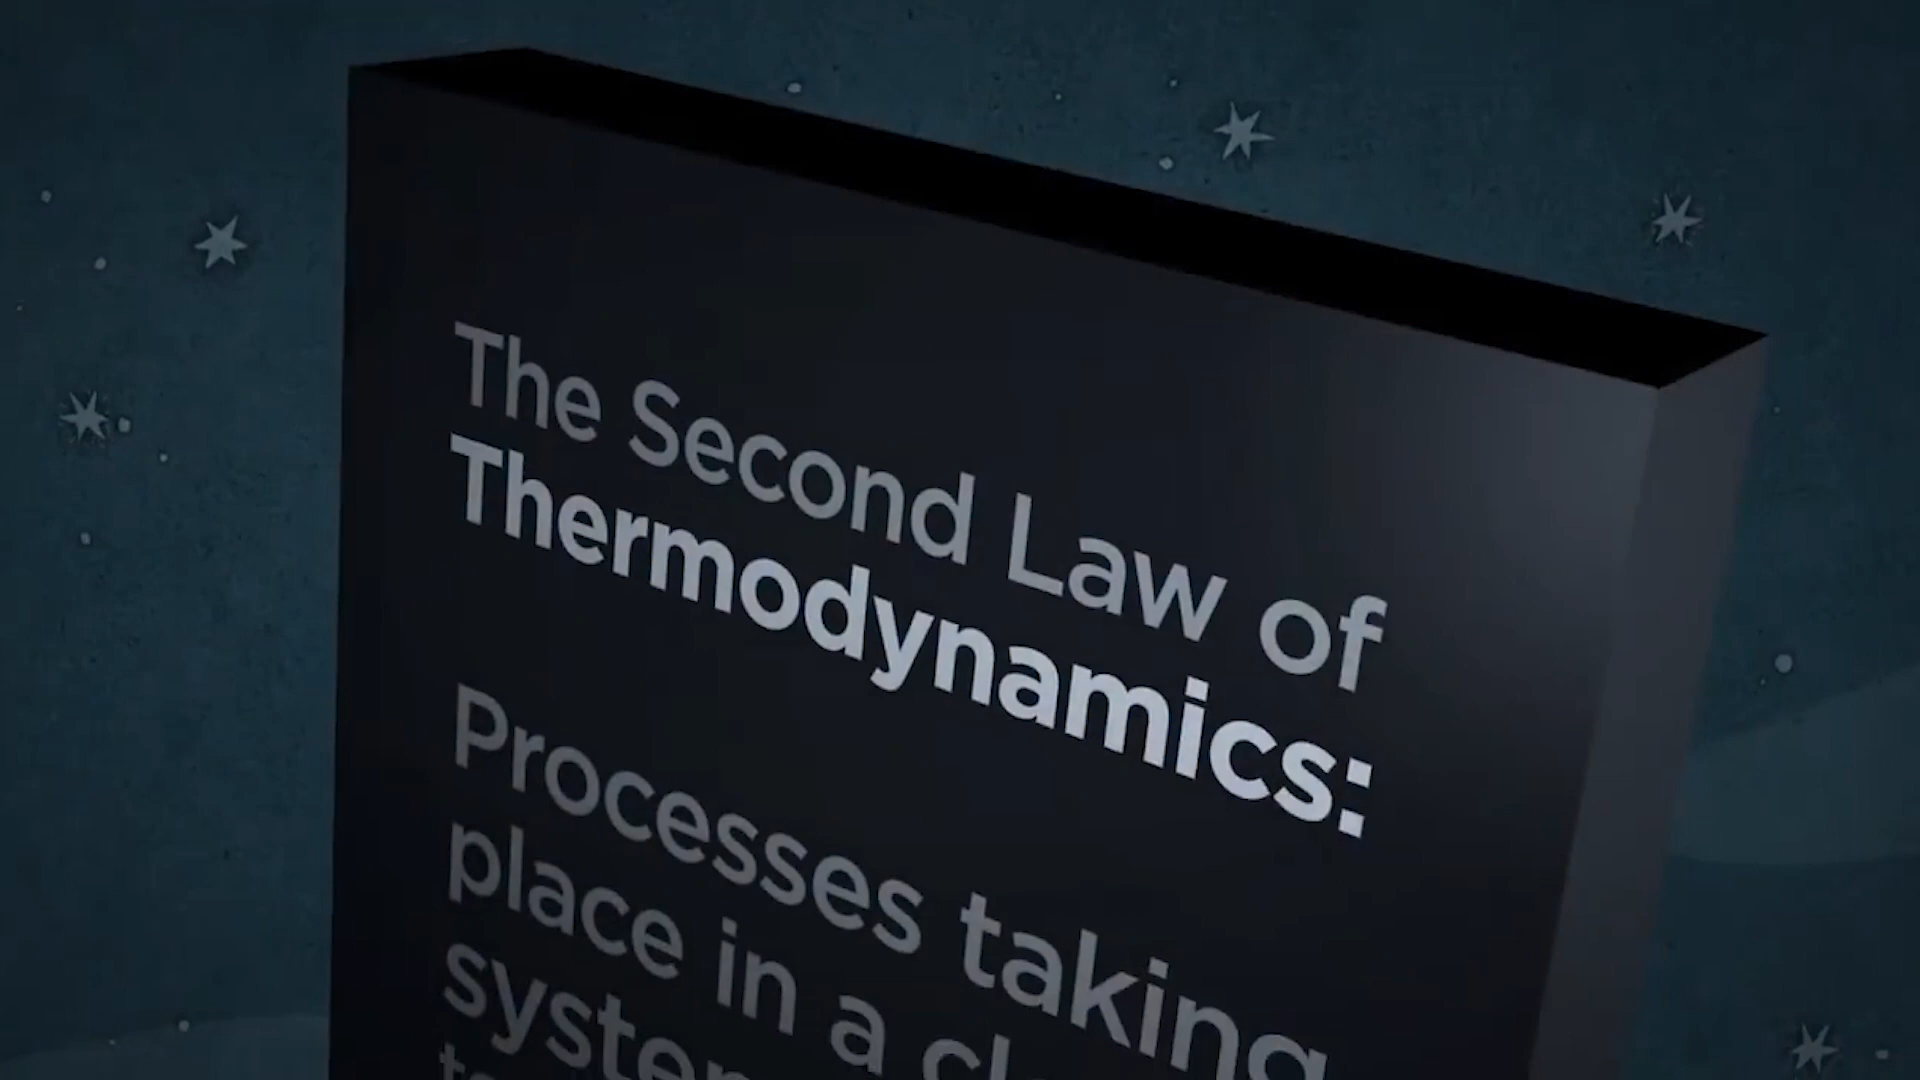 The Second Law of
Thermodynamics:
Processes taking
place in a